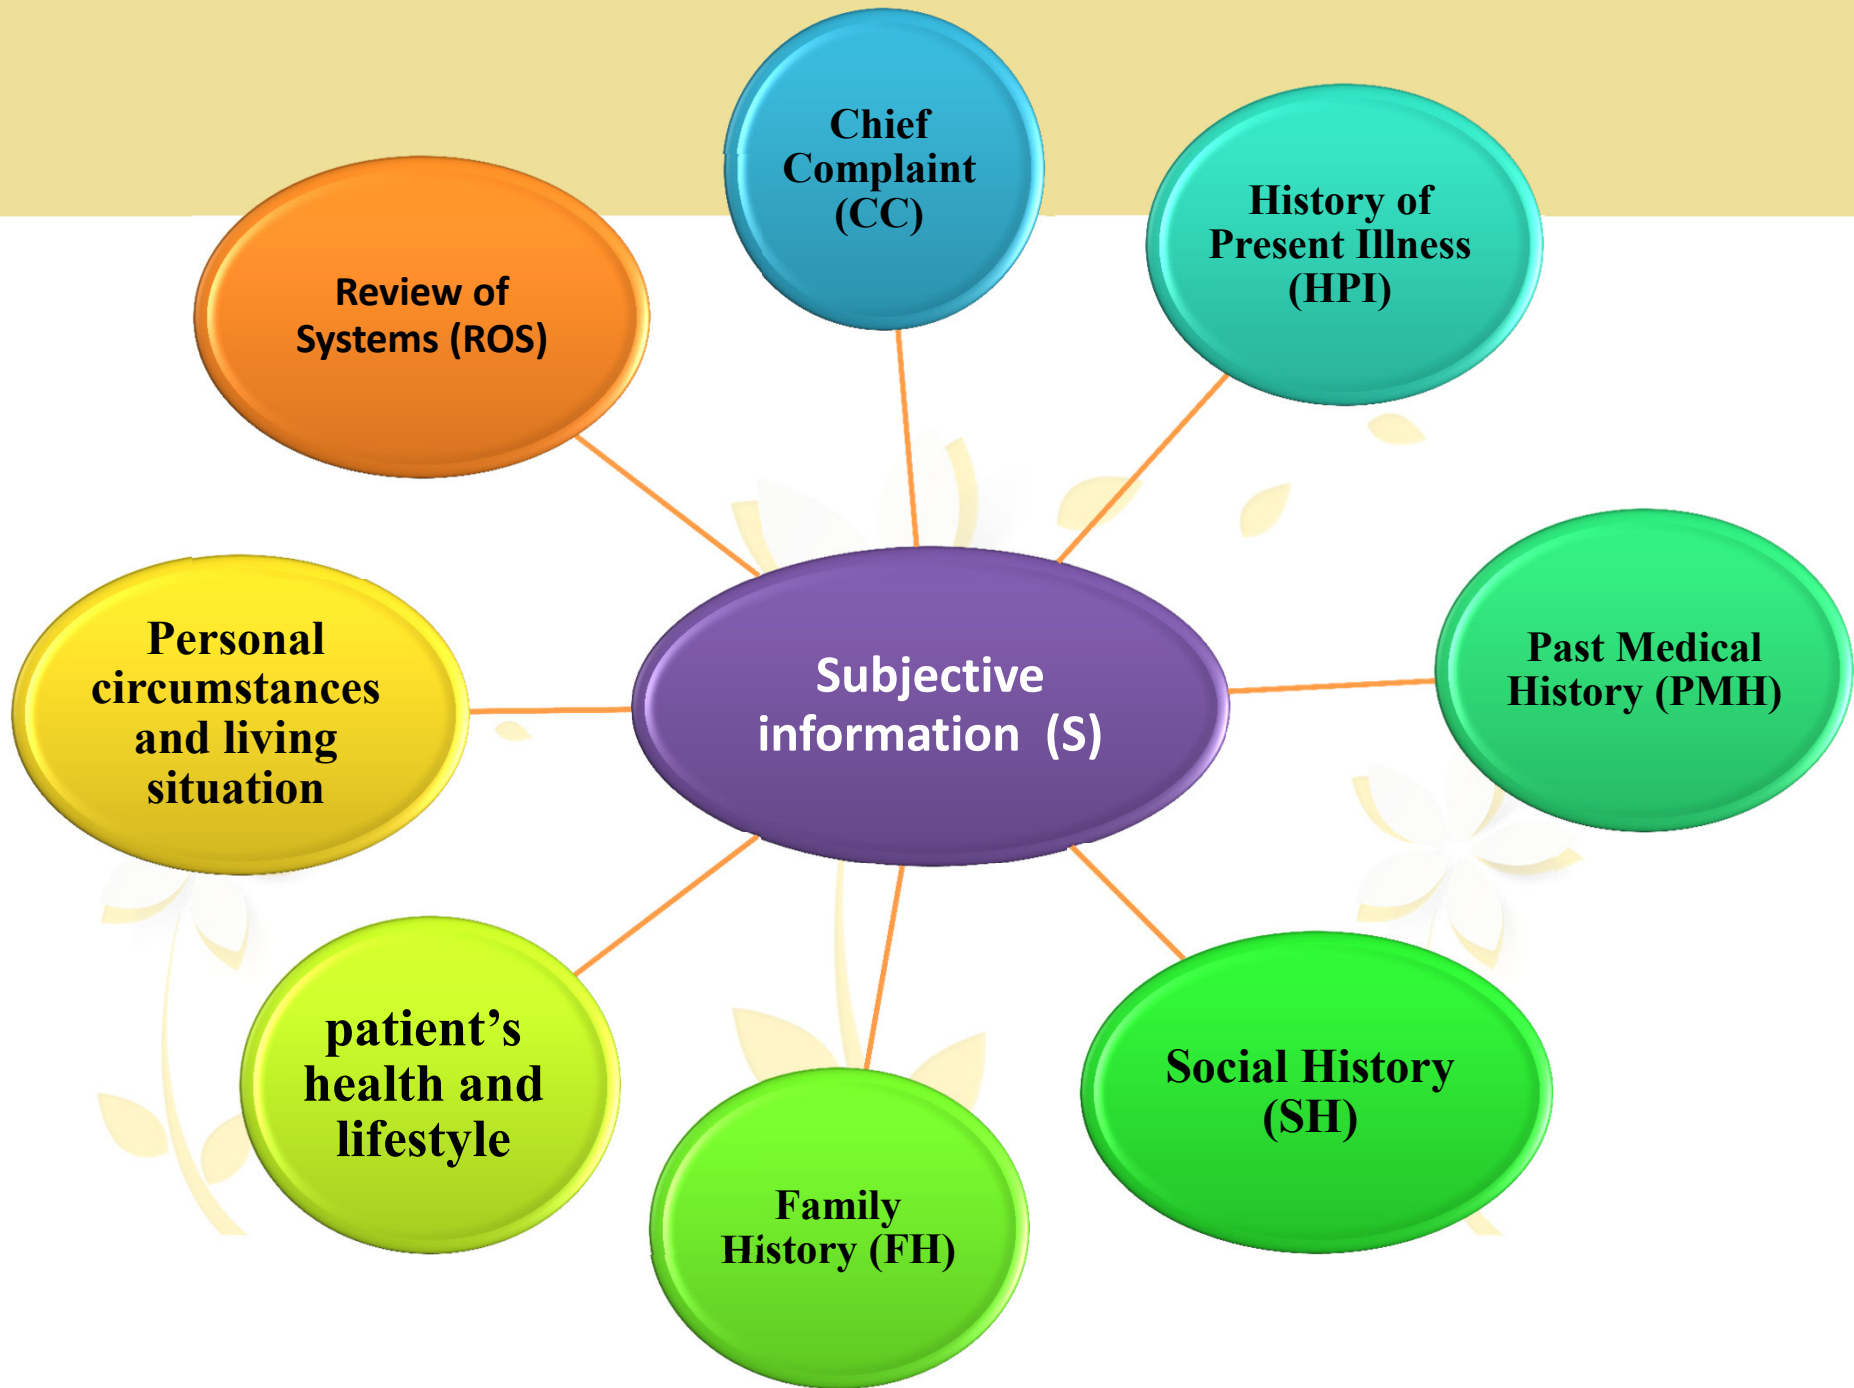 Chief
Complaint
(CC)
History of
Present Illness
(HPI)
Review of
Systems (ROS)
Past Medical
History (PMH)
Personal
circumstances
and living
situation
Subjective
information (S)
patient’s
health and
lifestyle
Social History
(SH)
Family
History (FH)